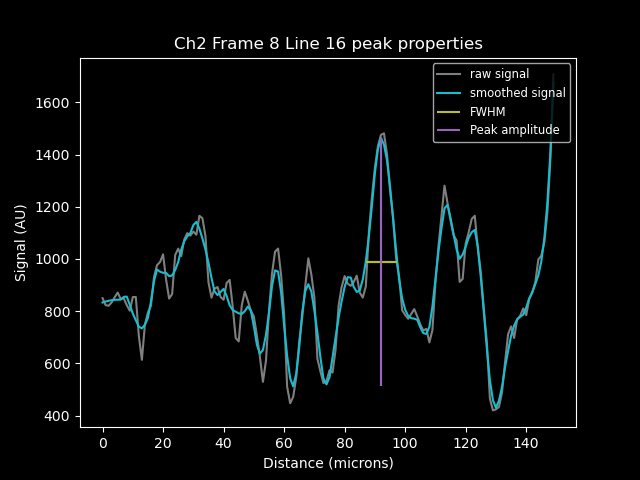 Ch2 Frame 8 Line 16 peak properties
raw signal
smoothed signal
FWHM
Peak amplitude
Signal (AU)
1600
1400
1200
1000
800
600
400
0 20 40 60 80 100 120 140
Distance (microns)